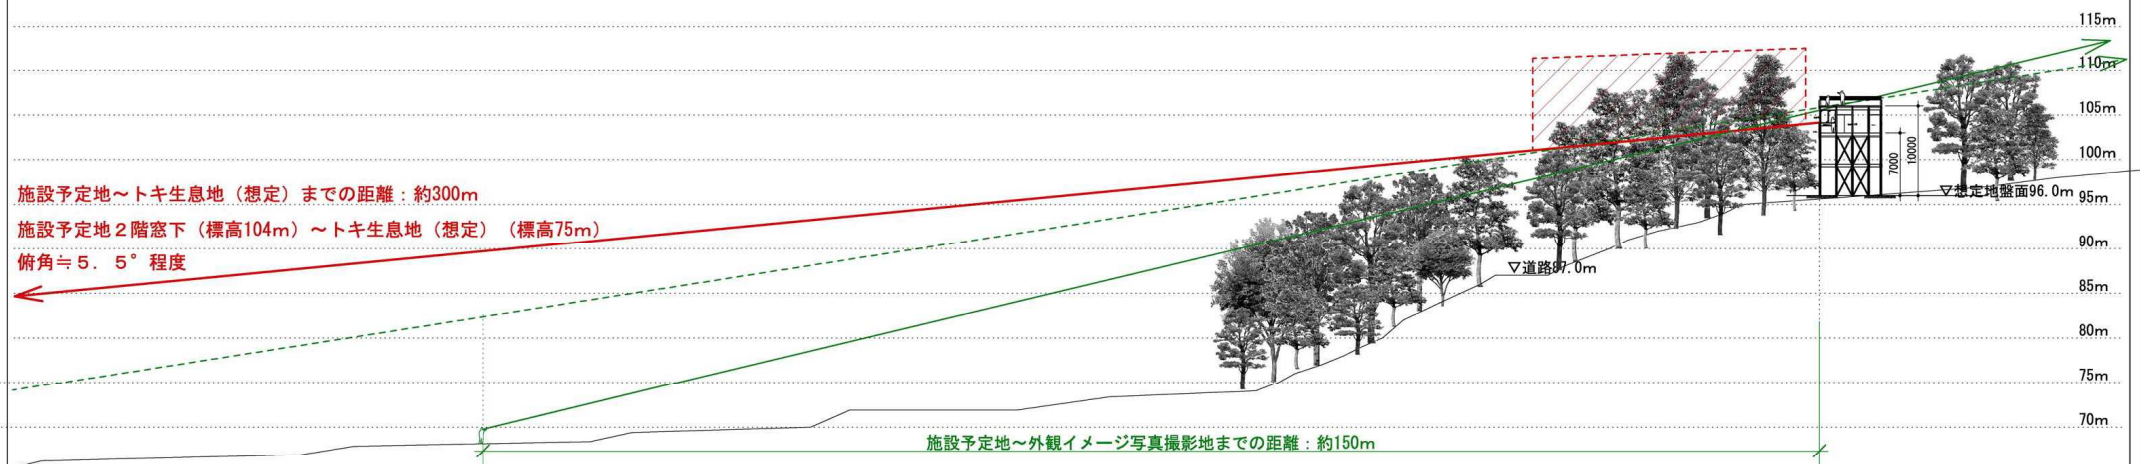 115m
110m
105m
100m
95m
90m
85m
80m
75m
70m
施設予定地~トキ生息地（想定）までの距離：約300m
施設予定地２階窓下（標高104m）~トキ生息地（想定）（標高75m）
俯角≒５．５°程度
7000
10000
▽想定地盤面96.0m
▽道路87.0m
施設予定地~外観イメージ写真撮影地までの距離：約150m